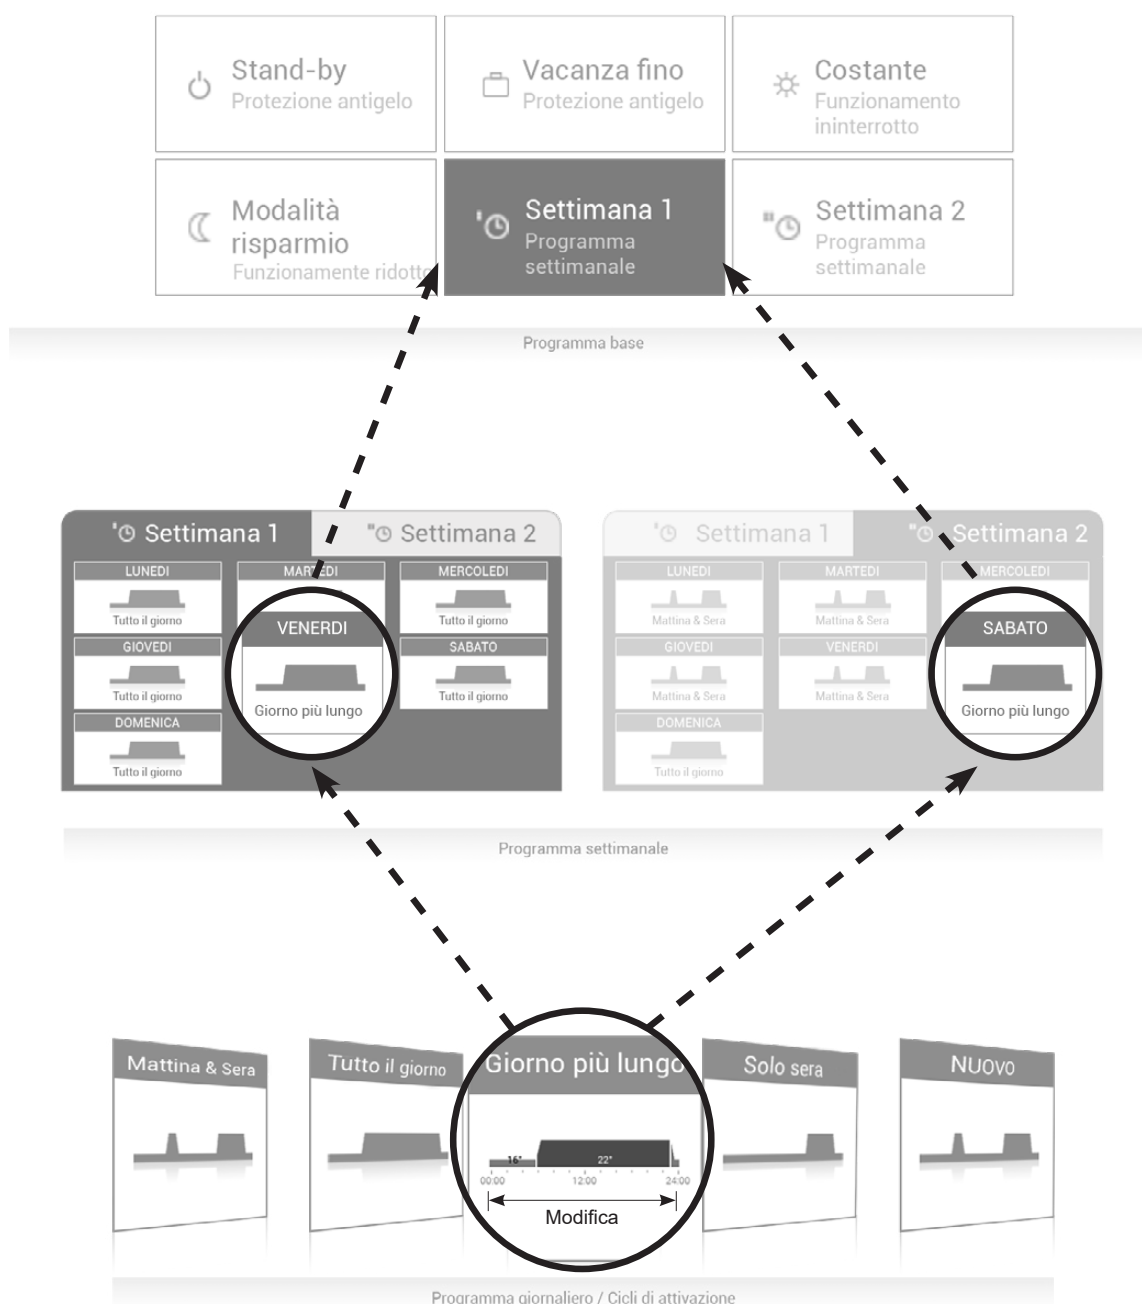 Stand-by
Protezione antigelo
Vacanza fino
Protezione antigelo
Costante
Funzionamento
ininterrotto
Modalità
risparmio
Funzionamente ridotto
Settimana 1
Programma
settimanale
Settimana 2
Programma
settimanale
Programma base
Settimana 1
Settimana 2
LUNEDI
MARTEDI
MERCOLEDI
Tutto il giorno
Tutto il giorno
VENERDI
GIOVEDI
SABATO
Tutto il giorno
Giorno più lungo
Tutto il giorno
DOMENICA
Tutto il giorno
Settimana 1
Settimana 2
LUNEDI
MARTEDI
MERCOLEDI
Mattina & Sera
Mattina & Sera
SABATO
GIOVEDI
VENERDI
Mattina & Sera
Mattina & Sera
Giorno più lungo
DOMENICA
Tutto il giorno
Programma settimanale
Mattina & Sera
Tutto il giorno
Giorno più lungo
Solo sera
NUOVO
16°
22°
00:00
12:00
24:00
Modifica
Programma giornaliero / Cicli di attivazione